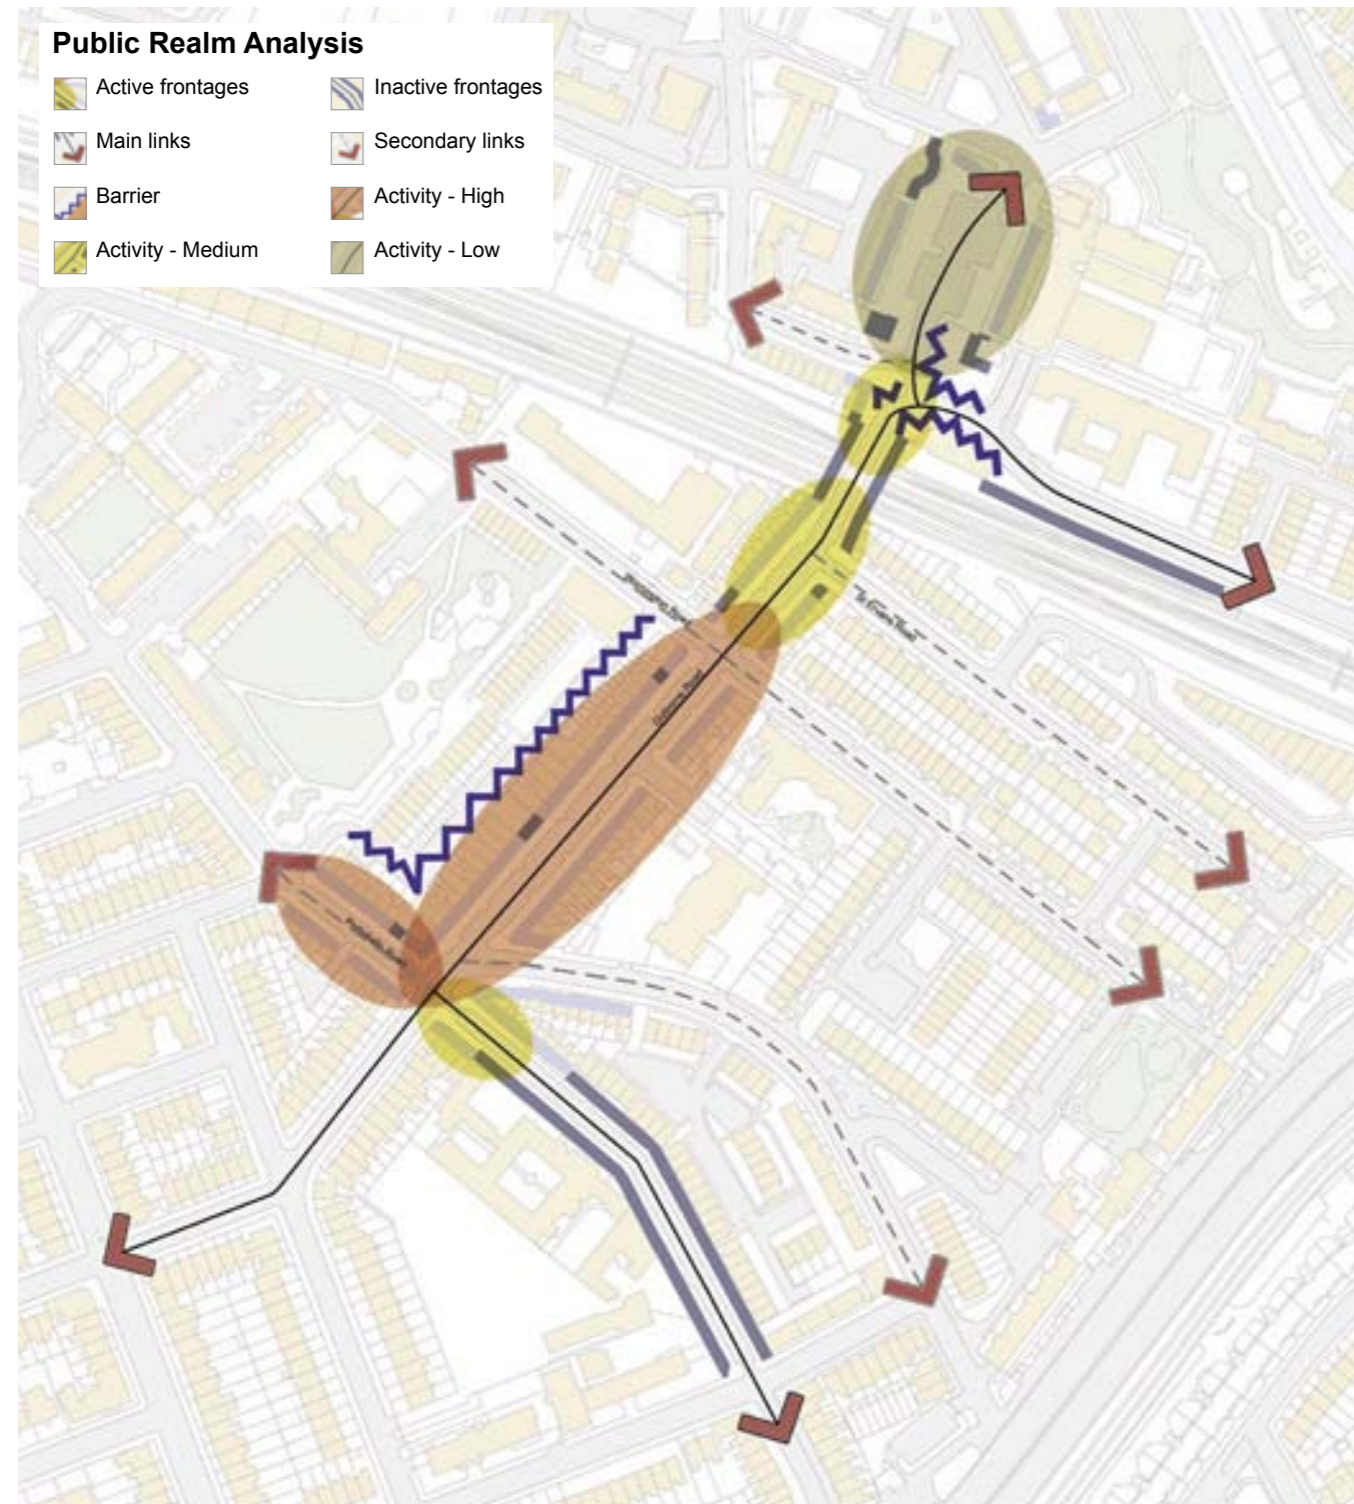 Public Realm Analysis
Active frontages
Inactive frontages
Main links
Secondary links
Barrier
Activity - High
Activity - Medium
Activity - Low